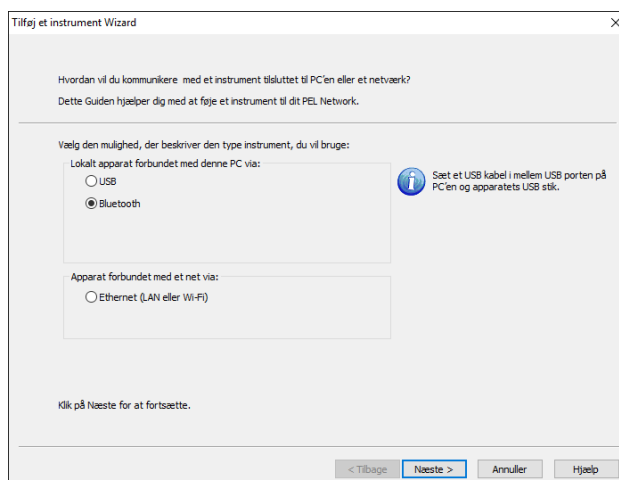 Tilføj et instrument Wizard
Hvordan vil du kommunikere med et instrument tilsluttet til PC'en eller et netværk?
Dette Guiden hjælper dig med at føje et instrument til dit PEL Network.
Vælg den mulighed, der beskriver den type instrument, du vil bruge:
Lokalt apparat forbundet med denne PC via:
USB
Bluetooth
Sæt et USB kabel i mellem USB porten på
PC'en og apparatets USB stik.
Apparat forbundet med et net via:
Ethernet (LAN eller Wi-Fi)
Klik på Næste for at fortsætte.
< Tilbage
Næste >
Annuller
Hjælp